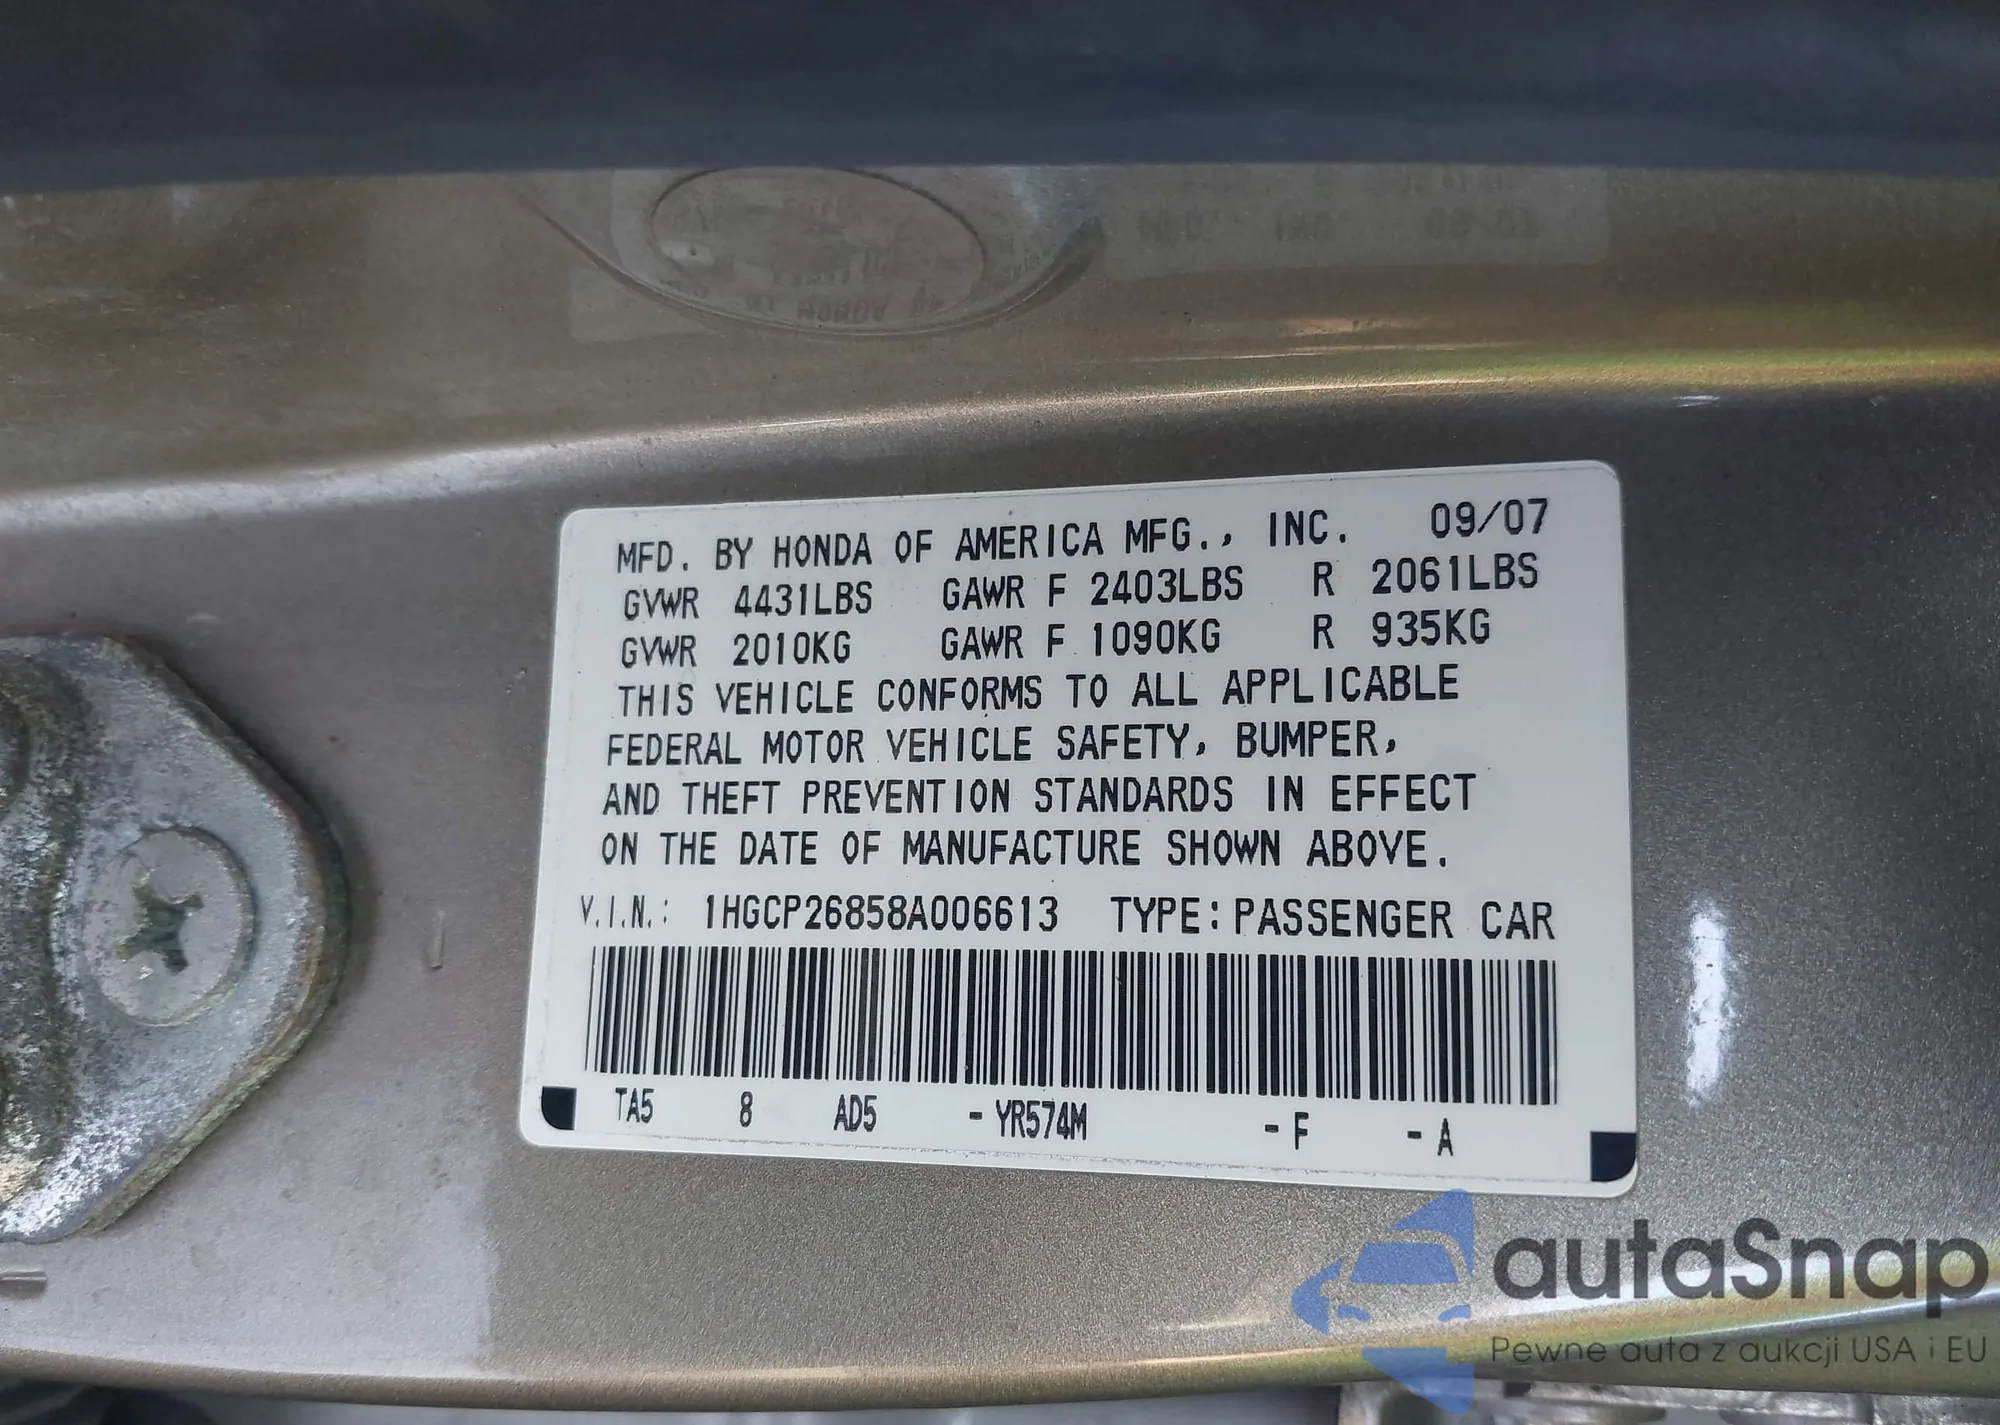 MFD. BY HONDA OF AMERICA MFG., INC. 09/07
GVWR 4431LBS GAWR F 2403LBS R 2061LBS
GVWR 2010KG GAWR F 1090KG R 935KG
THIS VEHICLE CONFORMS TO ALL APPLICABLE
FEDERAL MOTOR VEHICLE SAFETY, BUMPER,
AND THEFT PREVENTION STANDARDS IN EFFECT
ON THE DATE OF MANUFACTURE SHOWN ABOVE.
V.I.N.: 1HGCP26858A006613 TYPE:PASSENGER CAR
TA5 8 AD5 - YR574M - F - A
autaSnap
Pewne auta z aukcji USA i EU